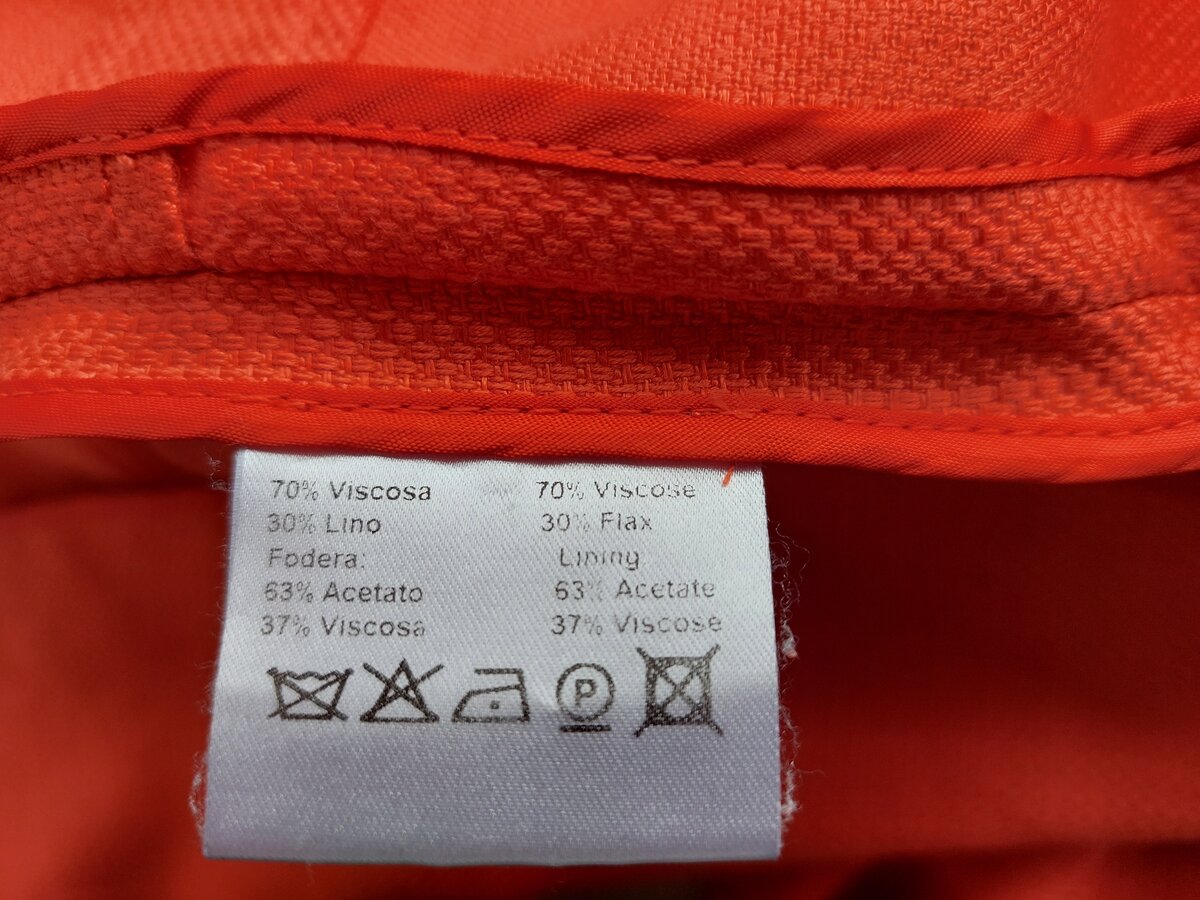 70% Viscosa 70% Viscose
30% Lino 30% Flax
Fodera: Lining
63% Acetato 63% Acetate
37% Viscosa 37% Viscose
P